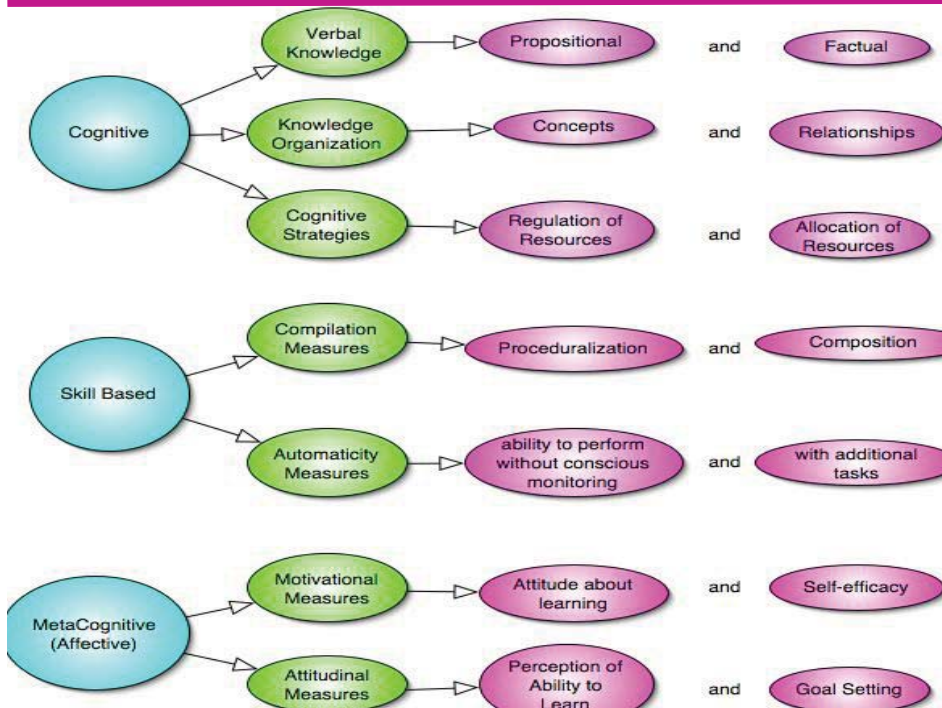 Verbal
Knowledge
Propositional
and
Factual
Cognitive
Knowledge
Organization
Concepts
and
Relationships
Cognitive
Strategies
Regulation of
Resources
and
Allocation of
Resources
Skill Based
Compilation
Measures
Proceduralization
and
Composition
Automaticity
Measures
ability to perform
without conscious
monitoring
and
with additional
tasks
MetaCognitive
(Affective)
Motivational
Measures
Attitude about
learning
and
Self-efficacy
Attitudinal
Measures
Perception of
Ability to
Learn
and
Goal Setting